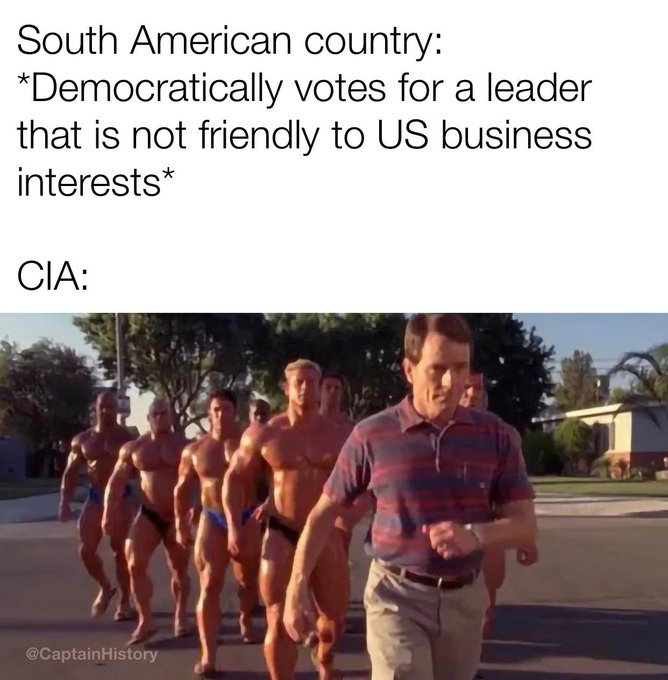 South American country:
*Democratically votes for a leader
that is not friendly to US business
interests*
CIA:
@CaptainHistory